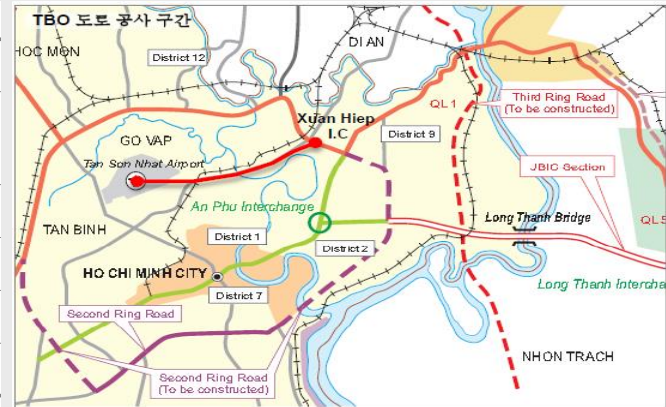 TBO 도로 공사 구간
HOC MON
DI AN
District 12
QL1
Third Ring Road
(To be constructed)
Xuan Hiep
I.C
District 9
GO VAP
Tan Son Nhat Airport
JBIC Section
An Phu Interchange
Long Thanh Bridge
TAN BINH
District 1
District 2
HO CHI MINH CITY
District 7
Long Thanh Intercha
Second Ring Road
NHON TRACH
Second Ring Road
(To be constructed)